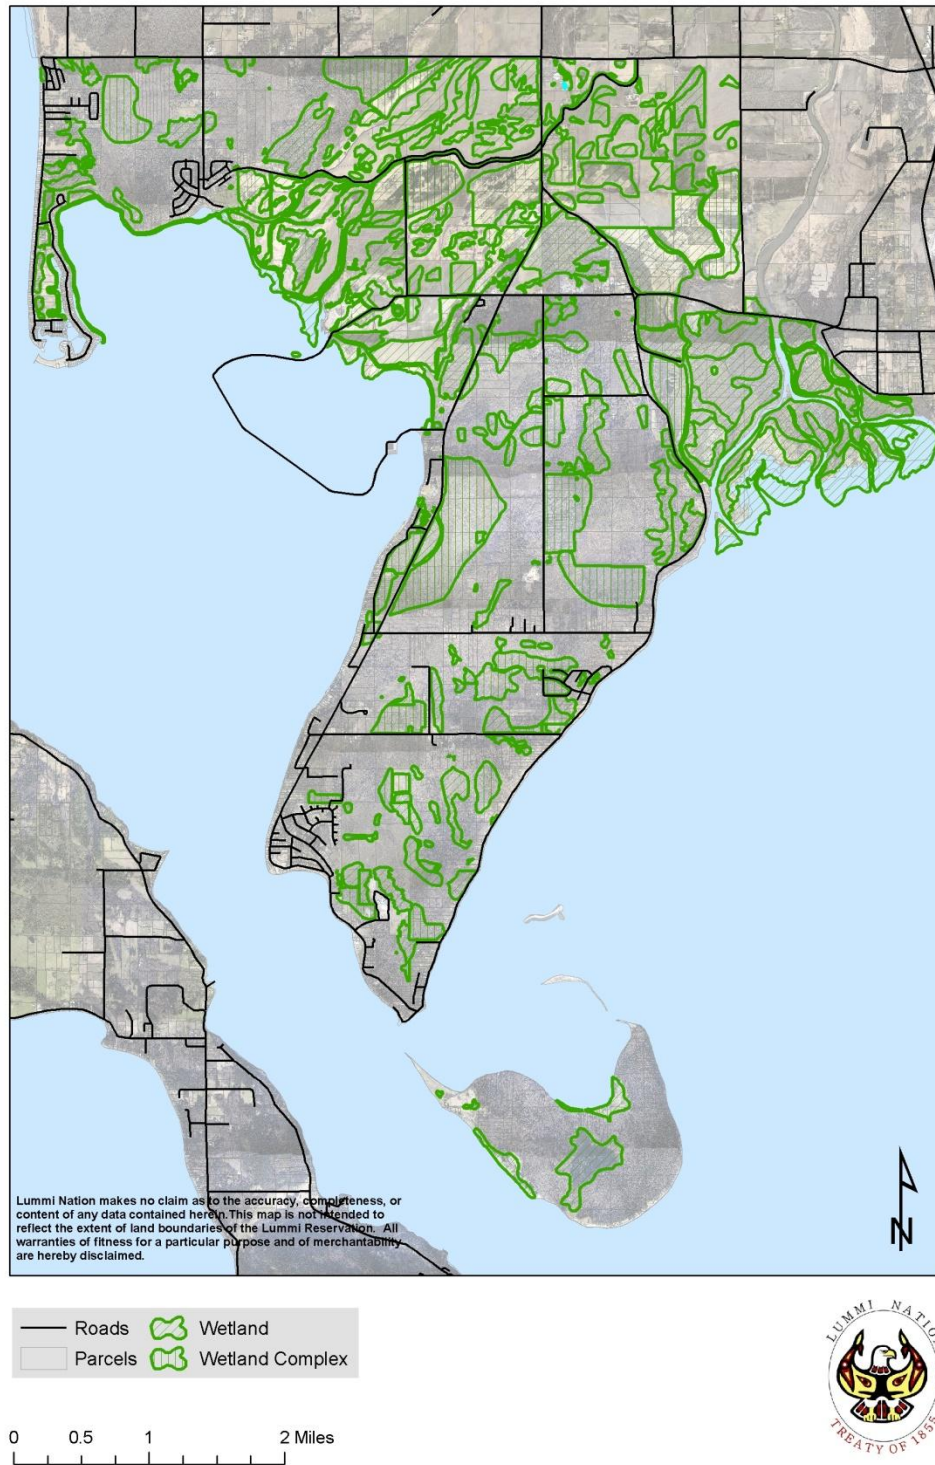 Lummi Nation makes no claim as to the accuracy, completeness, or
content of any data contained herein. This map is not intended to
reflect the extent of land boundaries of the Lummi Reservation. All
warranties of fitness for a particular purpose and of merchantability
are hereby disclaimed.
N
Roads
Wetland
Parcels
Wetland Complex
0 0.5 1 2 Miles
LUMMI NATION
TREATY OF 1855